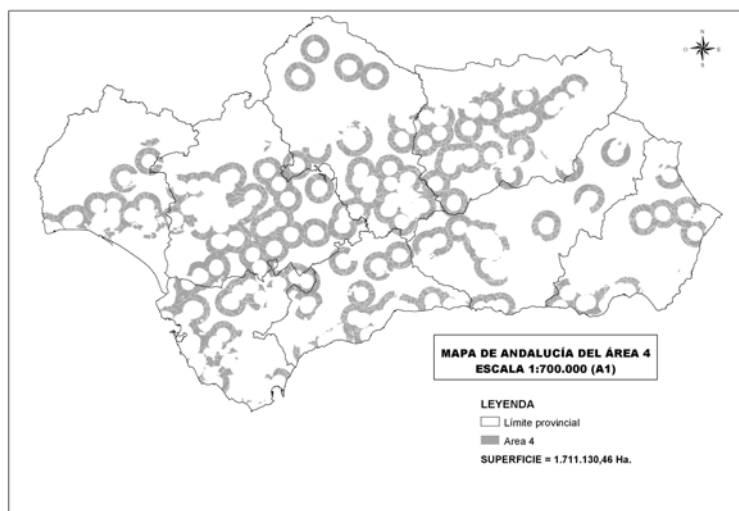 N
O E
S
MAPA DE ANDALUCÍA DEL ÁREA 4
ESCALA 1:700.000 (A1)
LEYENDA
Límite provincial
Area 4
SUPERFICIE = 1.711.130,46 Ha.